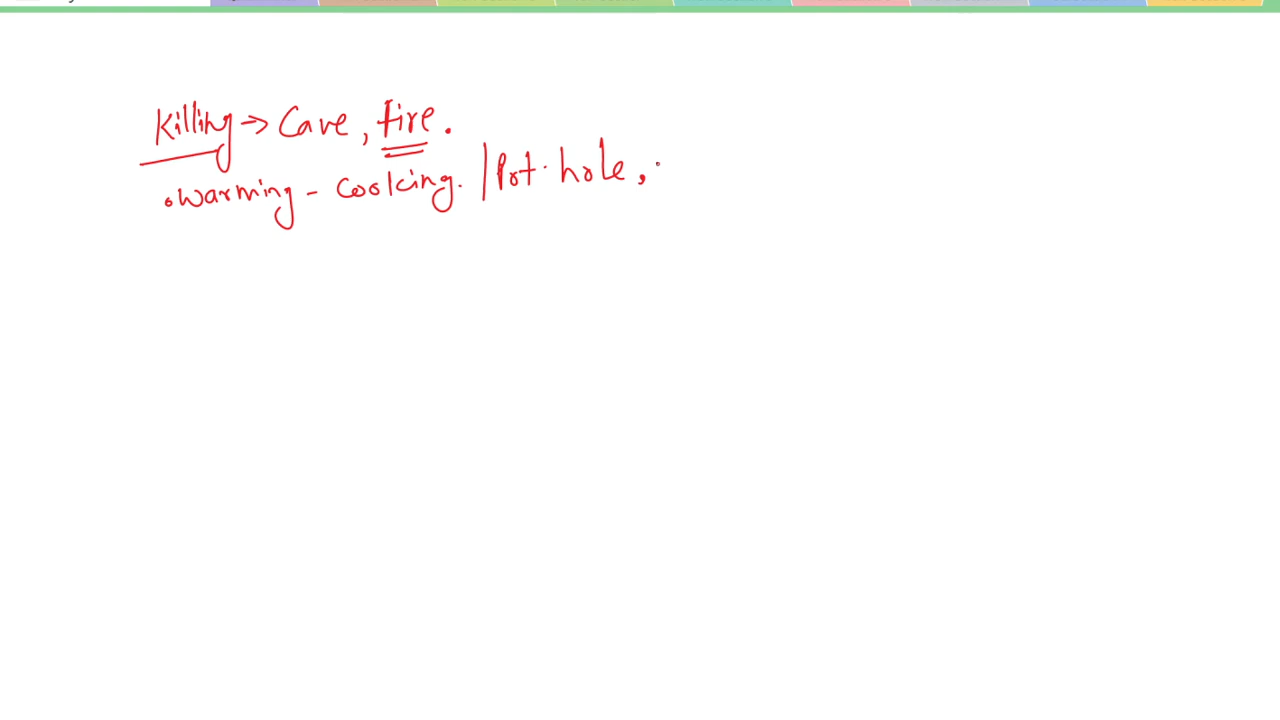 Killing → Cave, fire.
• Warming - Cooking. / Pot. hole,